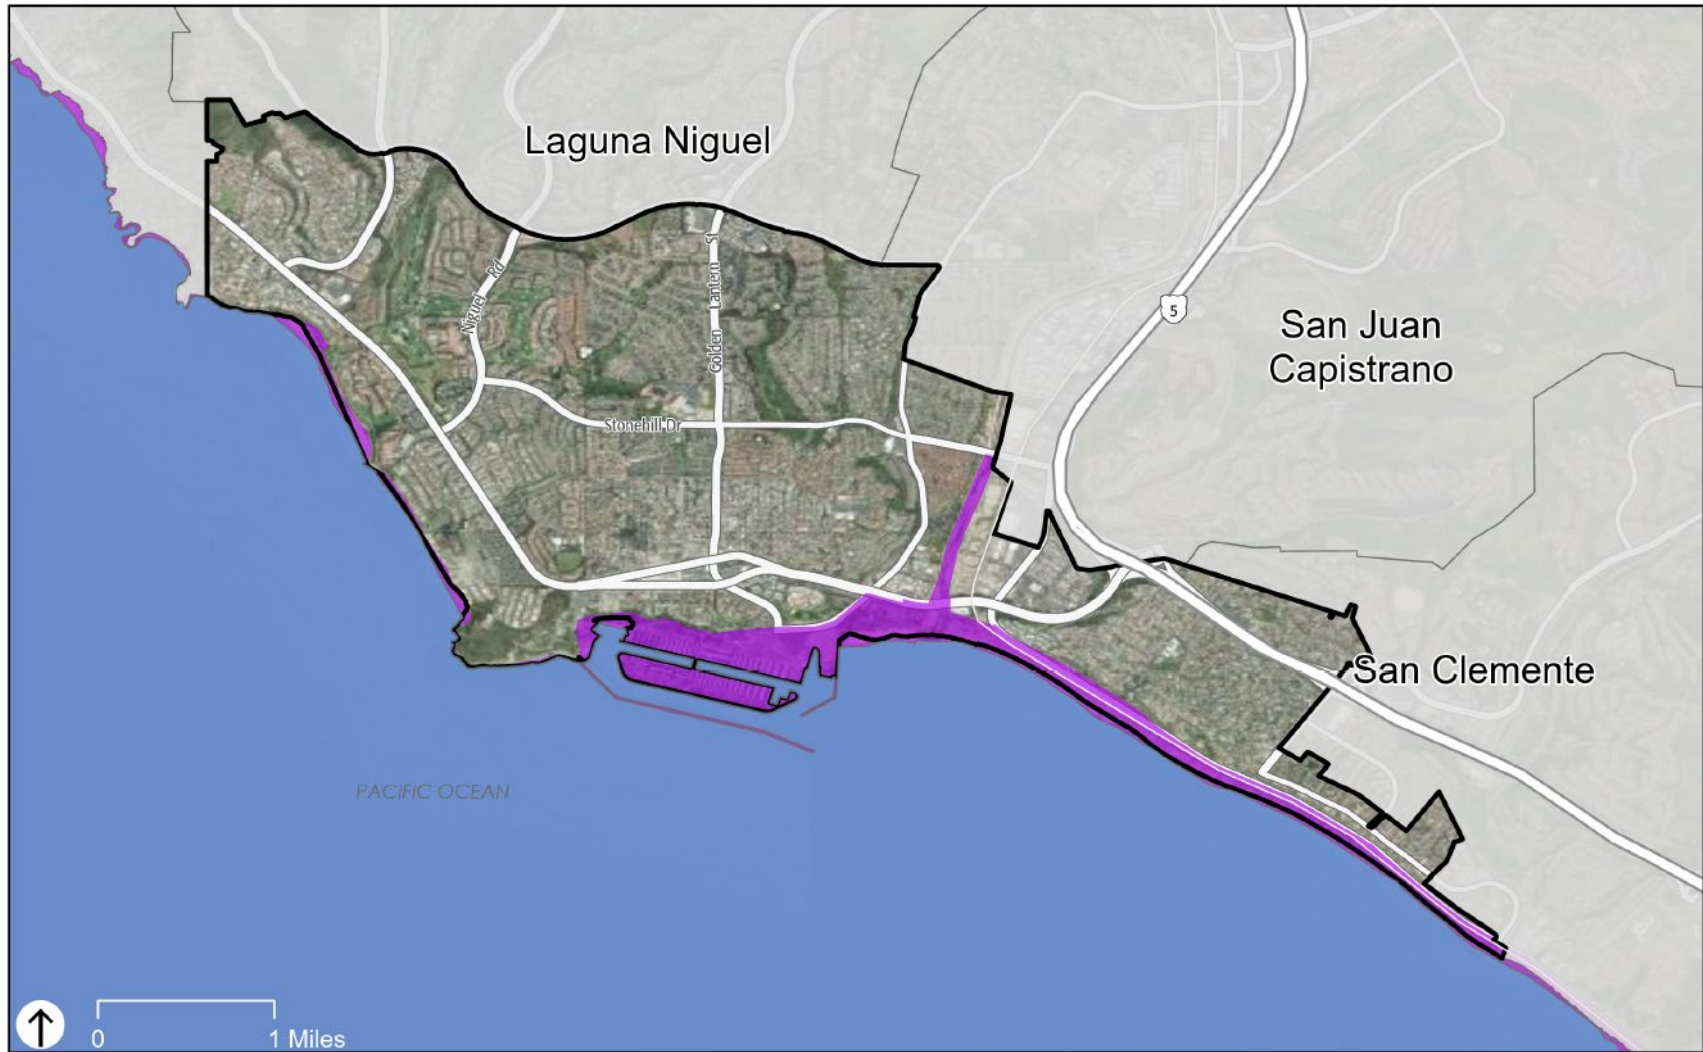 Laguna Niguel
Niguel Rd
Golden Lantern St
5
San Juan
Capistrano
Stonehill Dr
San Clemente
PACIFIC OCEAN
0 1 Miles